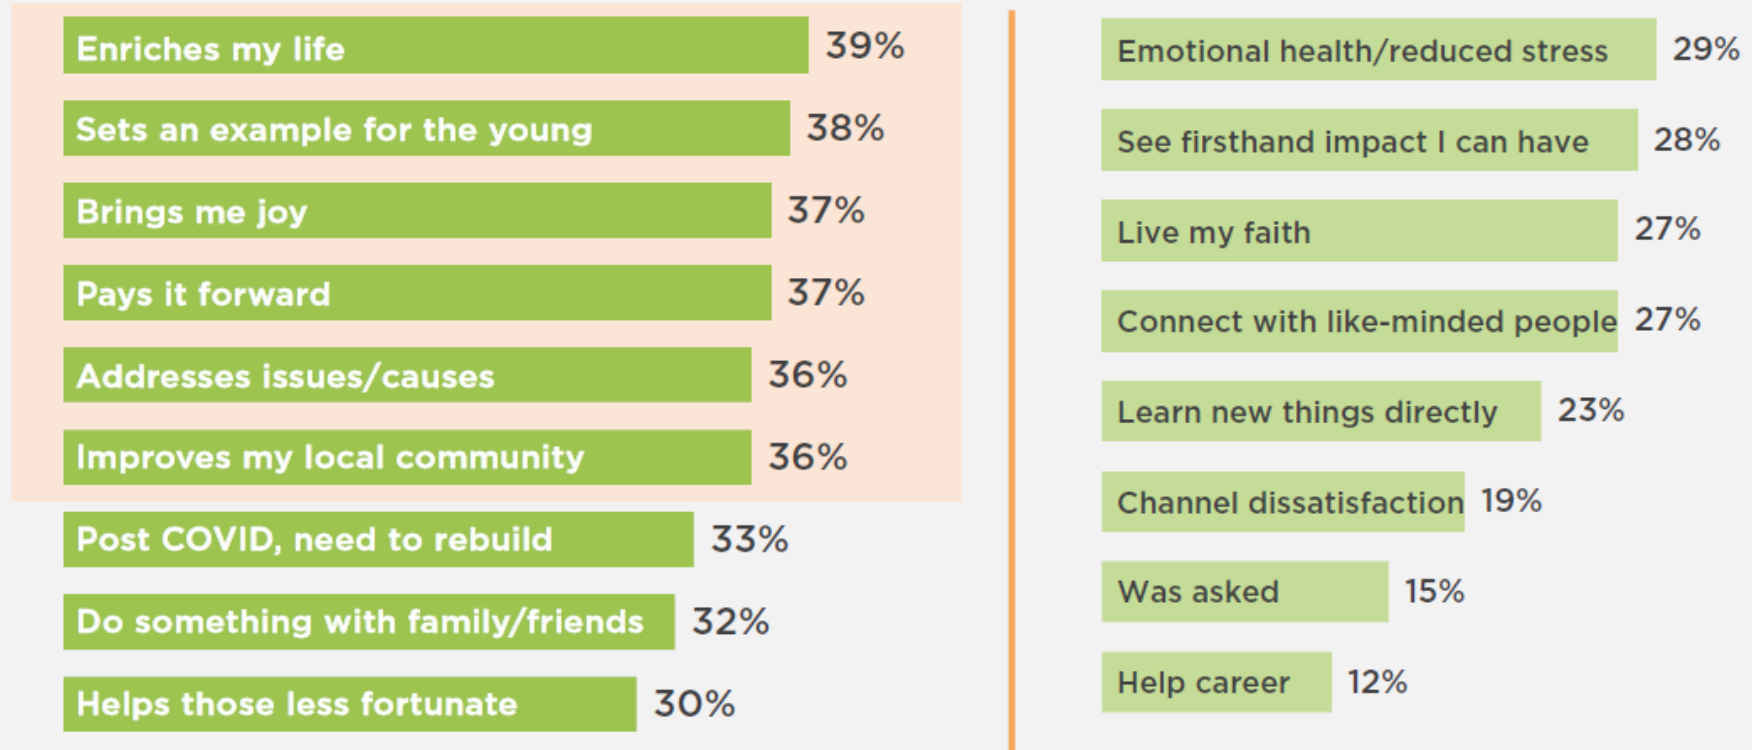 Enriches my life 39%
Sets an example for the young 38%
Brings me joy 37%
Pays it forward 37%
Addresses issues/causes 36%
Improves my local community 36%
Post COVID, need to rebuild 33%
Do something with family/friends 32%
Helps those less fortunate 30%
Emotional health/reduced stress 29%
See firsthand impact I can have 28%
Live my faith 27%
Connect with like-minded people 27%
Learn new things directly 23%
Channel dissatisfaction 19%
Was asked 15%
Help career 12%